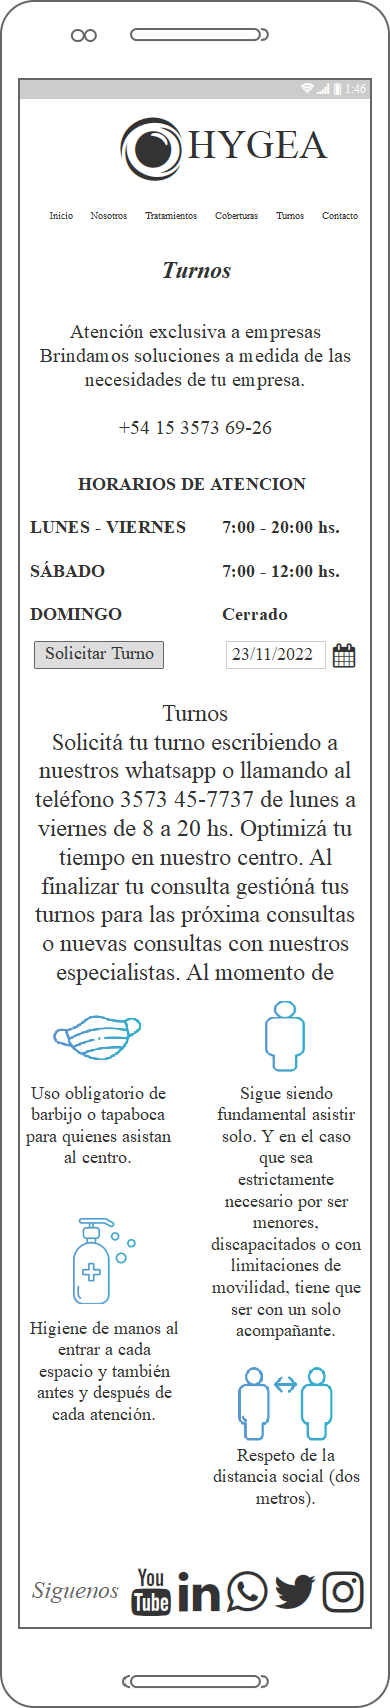 1:46
HYGEA
Inicio Nosotros Tratamientos Coberturas Turnos Contacto
Turnos
Atención exclusiva a empresas
Brindamos soluciones a medida de las
necesidades de tu empresa.
+54 15 3573 69-26
HORARIOS DE ATENCION
LUNES - VIERNES 7:00 - 20:00 hs.
SÁBADO 7:00 - 12:00 hs.
DOMINGO Cerrado
Solicitar Turno 23/11/2022
Turnos
Solicitá tu turno escribiendo a
nuestros whatsapp o llamando al
teléfono 3573 45-7737 de lunes a
viernes de 8 a 20 hs. Optimizá tu
tiempo en nuestro centro. Al
finalizar tu consulta gestióná tus
turnos para las próxima consultas
o nuevas consultas con nuestros
especialistas. Al momento de
Uso obligatorio de
barbijo o tapaboca
para quienes asistan
al centro.
Sigue siendo
fundamental asistir
solo. Y en el caso
que sea
estrictamente
necesario por ser
menores,
discapacitados o con
limitaciones de
movilidad, tiene que
ser con un solo
acompañante.
Higiene de manos al
entrar a cada
espacio y también
antes y después de
cada atención.
Respeto de la
distancia social (dos
metros).
Siguenos You Tube in